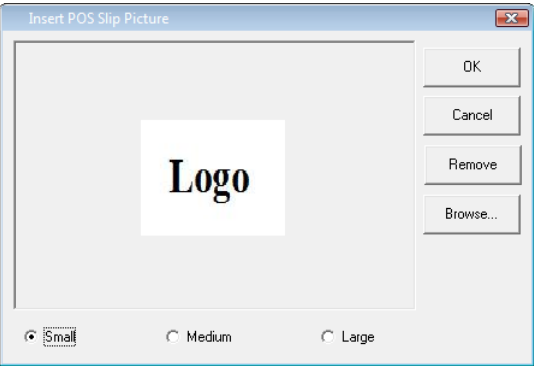 Insert POS Slip Picture
OK
Cancel
Logo
Remove
Browse...
Small
Medium
Large